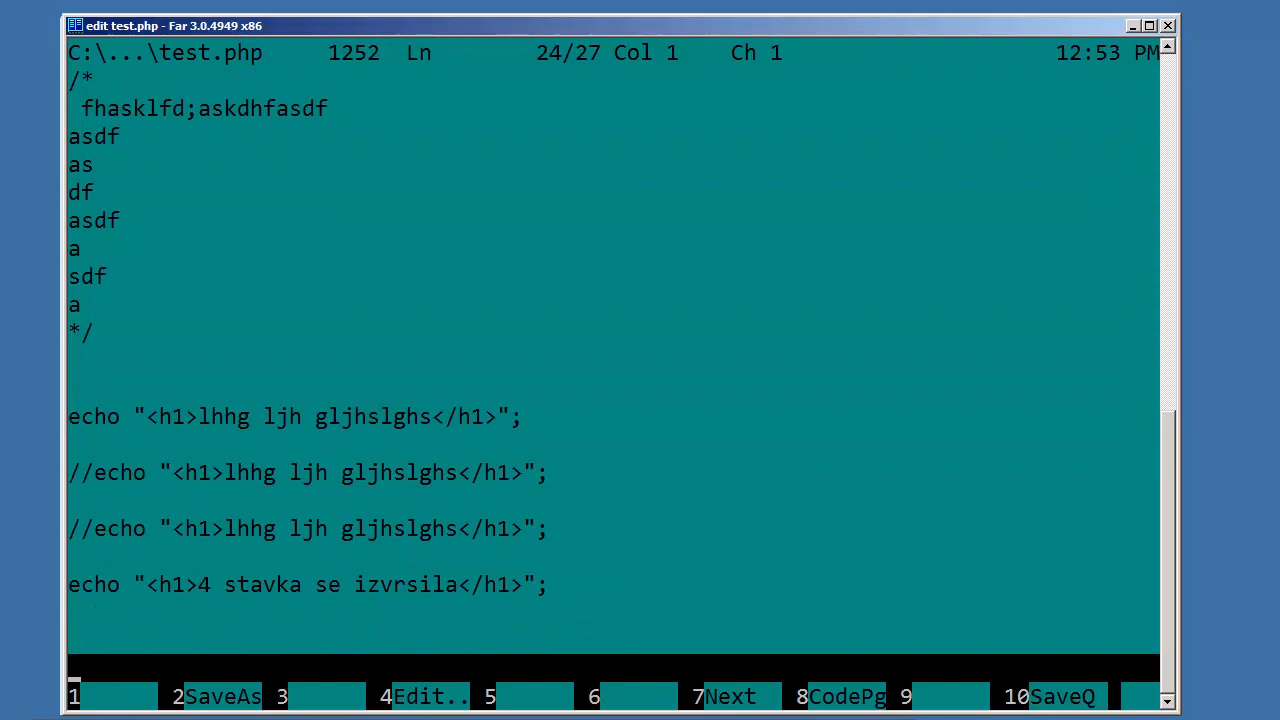 edit test.php - Far 3.0.4949 x86
C:\...\test.php 1252 Ln 24/27 Col 1 Ch 1 12:53 PM
/*
fhasklfd;askdhfasdf
asdf
as
df
asdf
a
sdf
a
*/
echo "<h1>lhhg ljh gljhslghs</h1>";
//echo "<h1>lhhg ljh gljhslghs</h1>";
//echo "<h1>lhhg ljh gljhslghs</h1>";
echo "<h1>4 stavka se izvrsila</h1>";
1 2SaveAs 3 4Edit.. 5 6 7Next 8CodePg 9 10SaveQ